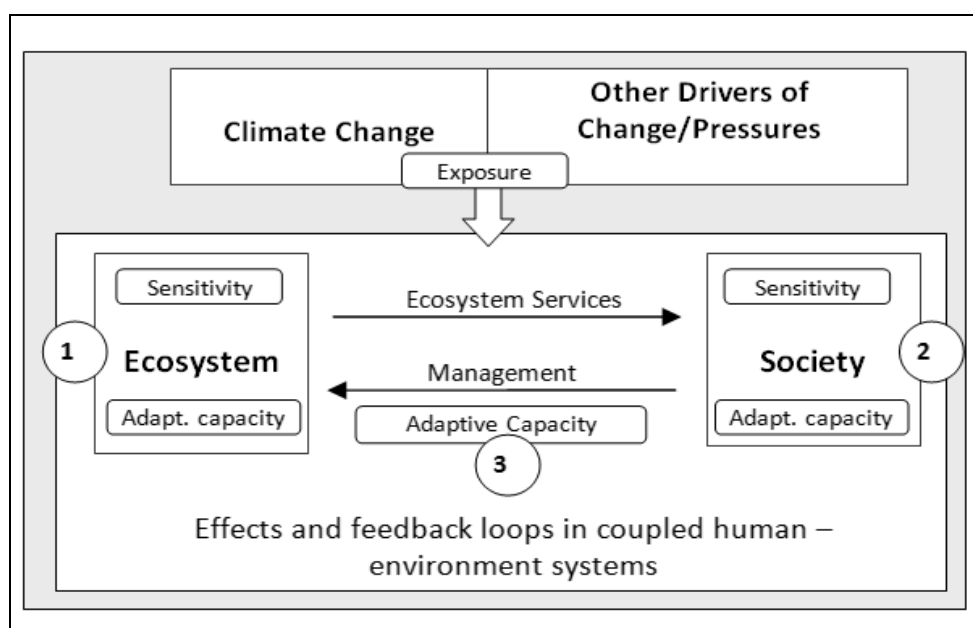 Climate Change
Other Drivers of
Change/Pressures
Exposure
Sensitivity
1
Ecosystem
Adapt. capacity
Ecosystem Services
Management
Adaptive Capacity
3
Sensitivity
Society
2
Adapt. capacity
Effects and feedback loops in coupled human –
environment systems